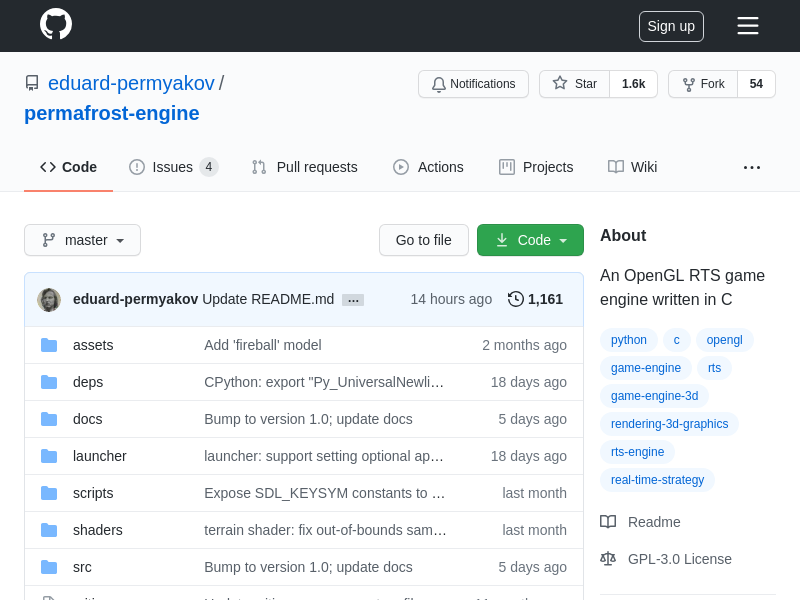 Sign up
eduard-permyakov /
permafrost-engine
Notifications
Star 1.6k
Fork 54
Code
Issues 4
Pull requests
Actions
Projects
Wiki
master
Go to file
Code
eduard-permyakov Update README.md ... 14 hours ago 1,161
assets Add 'fireball' model 2 months ago
deps CPython: export "Py_UniversalNewli… 18 days ago
docs Bump to version 1.0; update docs 5 days ago
launcher launcher: support setting optional ap… 18 days ago
scripts Expose SDL_KEYSYM constants to … last month
shaders terrain shader: fix out-of-bounds sam… last month
src Bump to version 1.0; update docs 5 days ago
About
An OpenGL RTS game
engine written in C
python c opengl
game-engine rts
game-engine-3d
rendering-3d-graphics
rts-engine
real-time-strategy
Readme
GPL-3.0 License